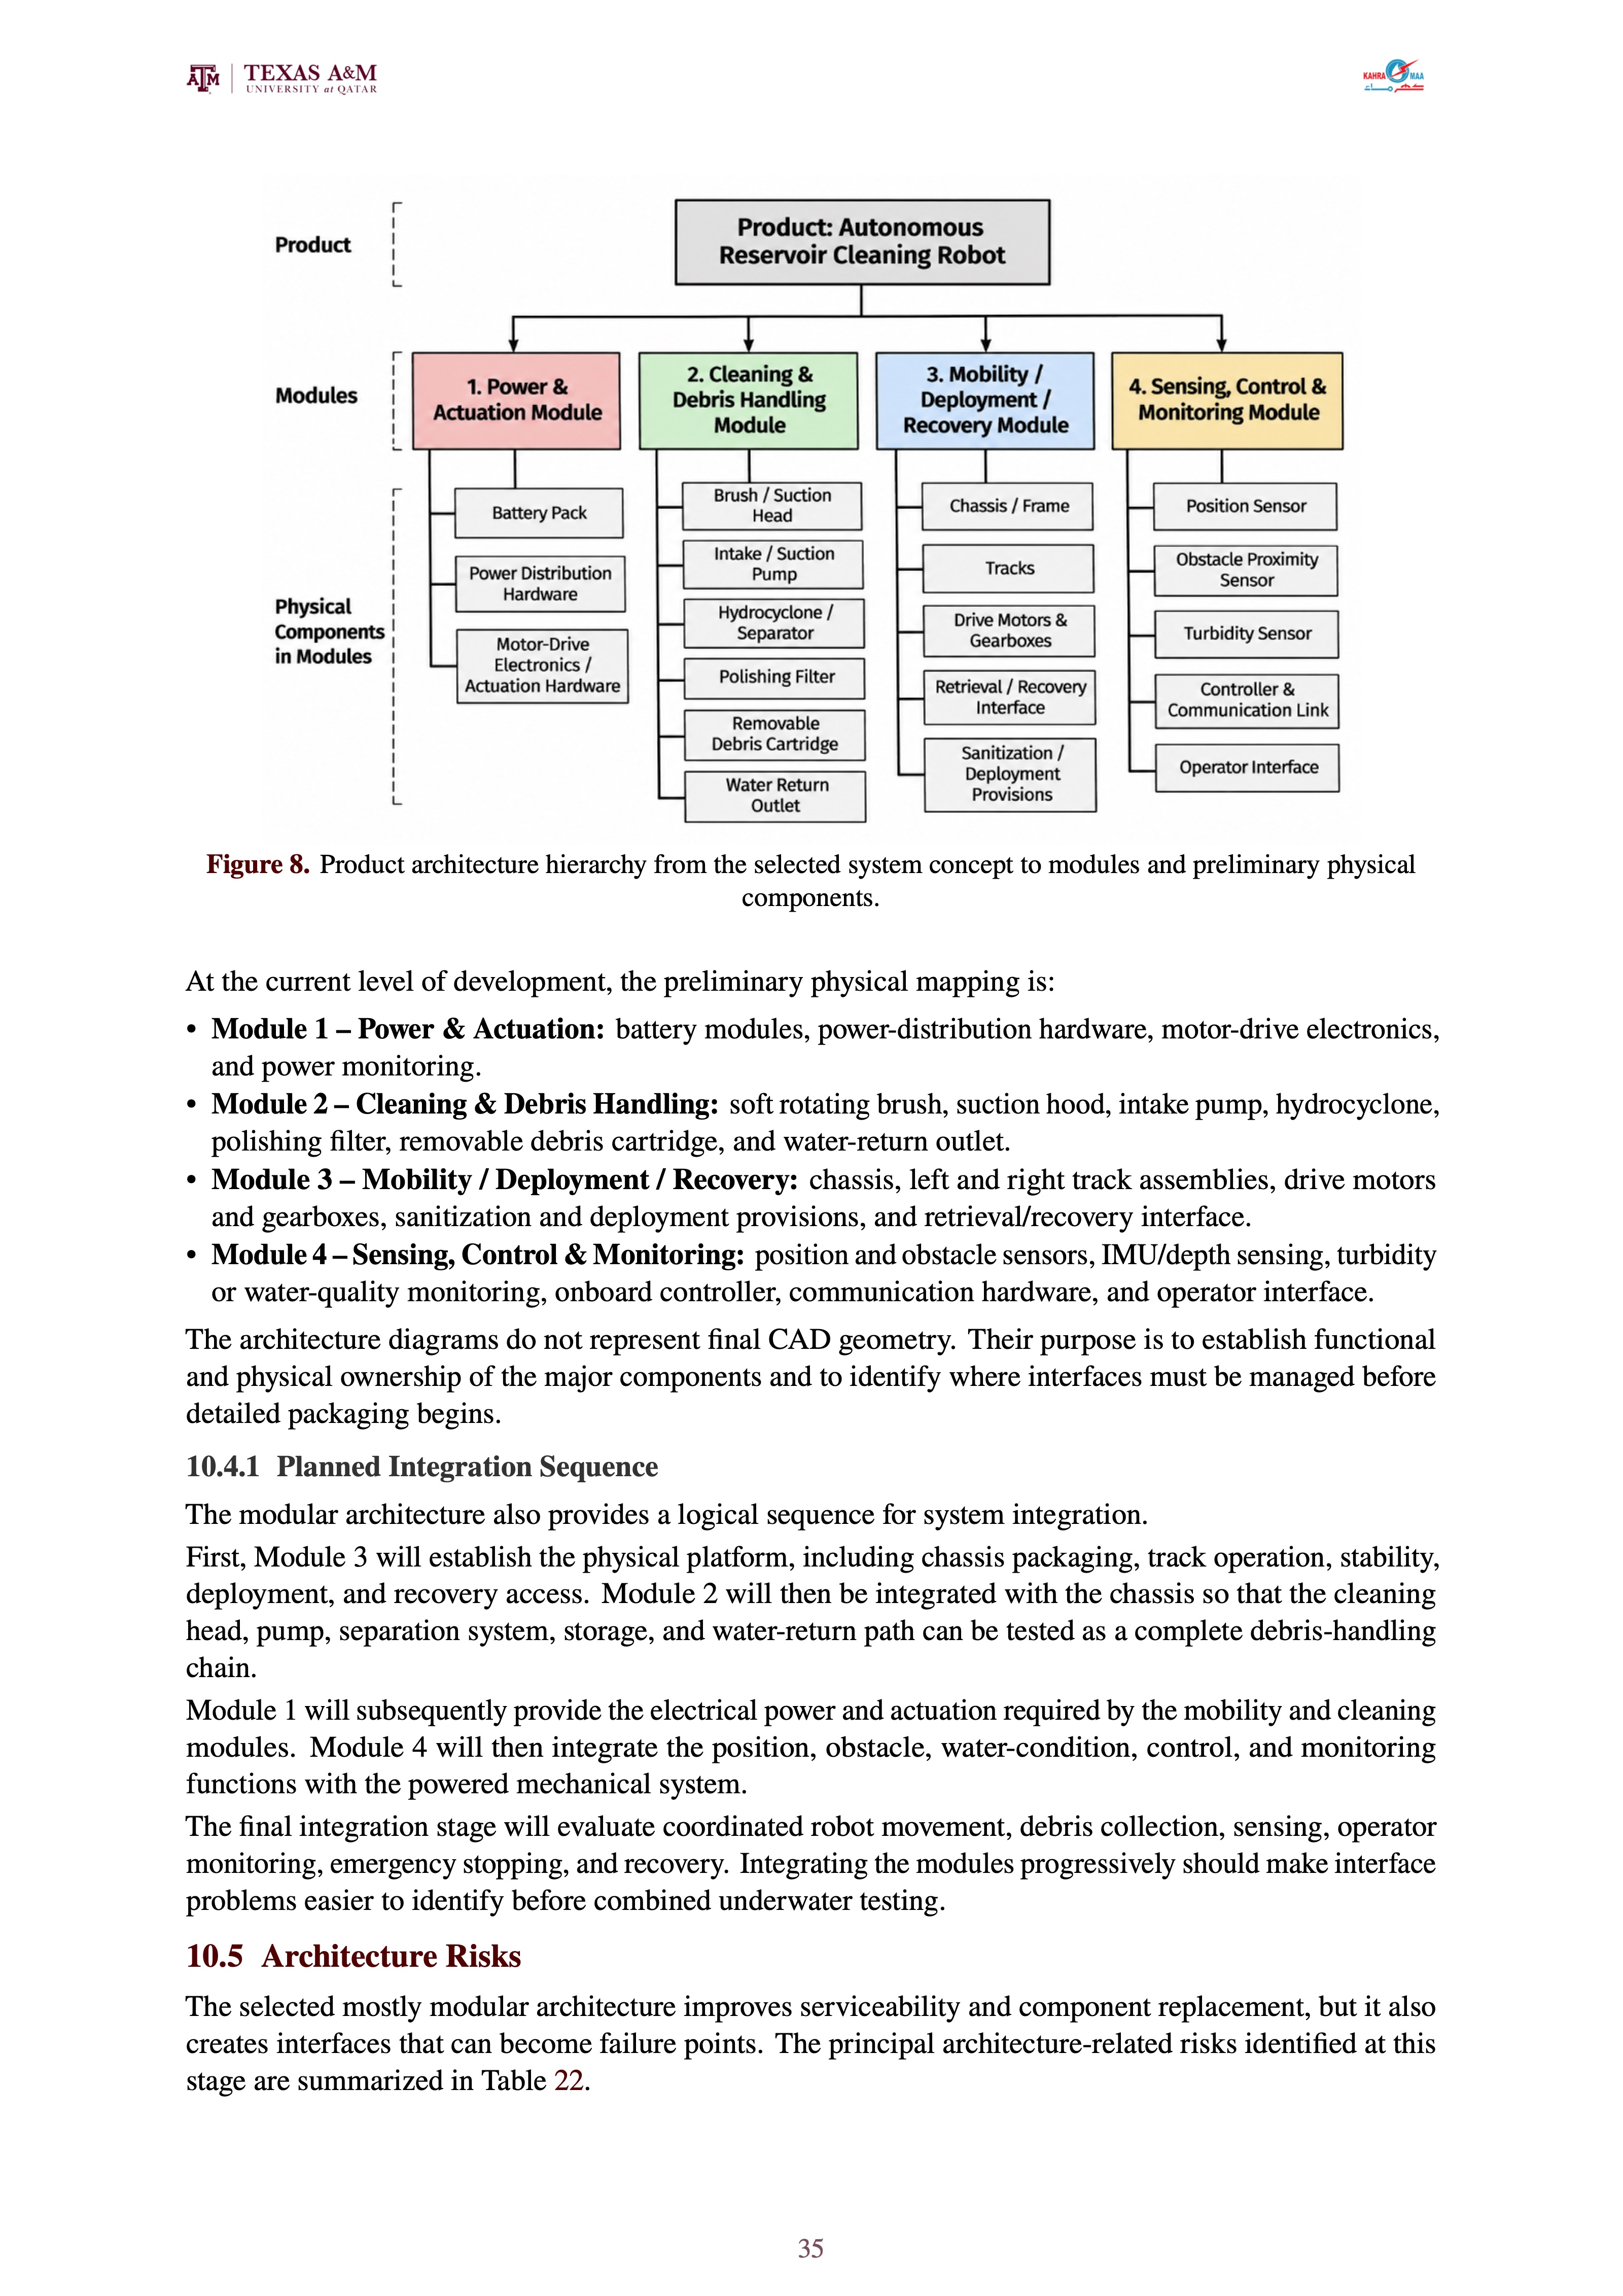 TEXAS A&M
UNIVERSITY at QATAR
KAHRA MAA
Product
Product: Autonomous
Reservoir Cleaning Robot
Modules
1. Power &
Actuation Module
2. Cleaning &
Debris Handling
Module
3. Mobility /
Deployment /
Recovery Module
4. Sensing, Control &
Monitoring Module
Physical
Components
in Modules
Battery Pack
Power Distribution
Hardware
Motor-Drive
Electronics /
Actuation Hardware
Brush / Suction
Head
Intake / Suction
Pump
Hydrocyclone /
Separator
Polishing Filter
Removable
Debris Cartridge
Water Return
Outlet
Chassis / Frame
Tracks
Drive Motors &
Gearboxes
Retrieval / Recovery
Interface
Sanitization /
Deployment
Provisions
Position Sensor
Obstacle Proximity
Sensor
Turbidity Sensor
Controller &
Communication Link
Operator Interface
Figure 8. Product architecture hierarchy from the selected system concept to modules and preliminary physical
components.
At the current level of development, the preliminary physical mapping is:
• Module 1 – Power & Actuation: battery modules, power-distribution hardware, motor-drive electronics,
and power monitoring.
• Module 2 – Cleaning & Debris Handling: soft rotating brush, suction hood, intake pump, hydrocyclone,
polishing filter, removable debris cartridge, and water-return outlet.
• Module 3 – Mobility / Deployment / Recovery: chassis, left and right track assemblies, drive motors
and gearboxes, sanitization and deployment provisions, and retrieval/recovery interface.
• Module 4 – Sensing, Control & Monitoring: position and obstacle sensors, IMU/depth sensing, turbidity
or water-quality monitoring, onboard controller, communication hardware, and operator interface.
The architecture diagrams do not represent final CAD geometry. Their purpose is to establish functional
and physical ownership of the major components and to identify where interfaces must be managed before
detailed packaging begins.
10.4.1 Planned Integration Sequence
The modular architecture also provides a logical sequence for system integration.
First, Module 3 will establish the physical platform, including chassis packaging, track operation, stability,
deployment, and recovery access. Module 2 will then be integrated with the chassis so that the cleaning
head, pump, separation system, storage, and water-return path can be tested as a complete debris-handling
chain.
Module 1 will subsequently provide the electrical power and actuation required by the mobility and cleaning
modules. Module 4 will then integrate the position, obstacle, water-condition, control, and monitoring
functions with the powered mechanical system.
The final integration stage will evaluate coordinated robot movement, debris collection, sensing, operator
monitoring, emergency stopping, and recovery. Integrating the modules progressively should make interface
problems easier to identify before combined underwater testing.
10.5 Architecture Risks
The selected mostly modular architecture improves serviceability and component replacement, but it also
creates interfaces that can become failure points. The principal architecture-related risks identified at this
stage are summarized in Table 22.
35